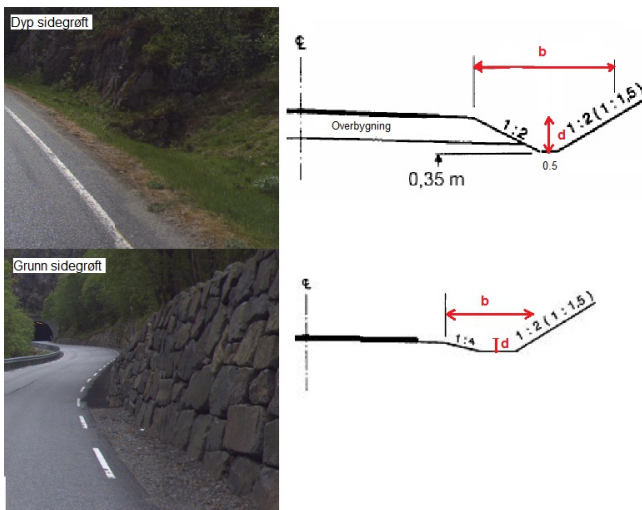 Dyp sidegrøft
℄
b
Overbygning
1:2
d
1:2(1:1,5)
0,35 m
0.5
Grunn sidegrøft
℄
b
1:4
d
1:2(1:1,5)